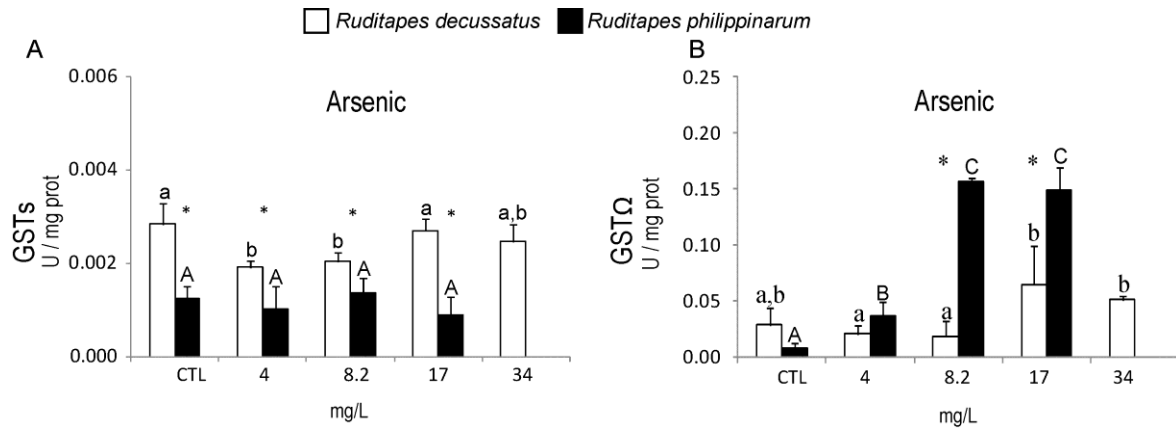 Ruditapes decussatus Ruditapes philippinarum
A
Arsenic
GSTs
U / mg prot
0.006
0.004
0.002
0.000
a * b * b * a * a,b
A A A A
CTL 4 8.2 17 34
mg/L
B
Arsenic
GSTΩ
U / mg prot
0.25
0.20
0.15
0.10
0.05
0.00
* C * C
a,b A a B a b b
CTL 4 8.2 17 34
mg/L